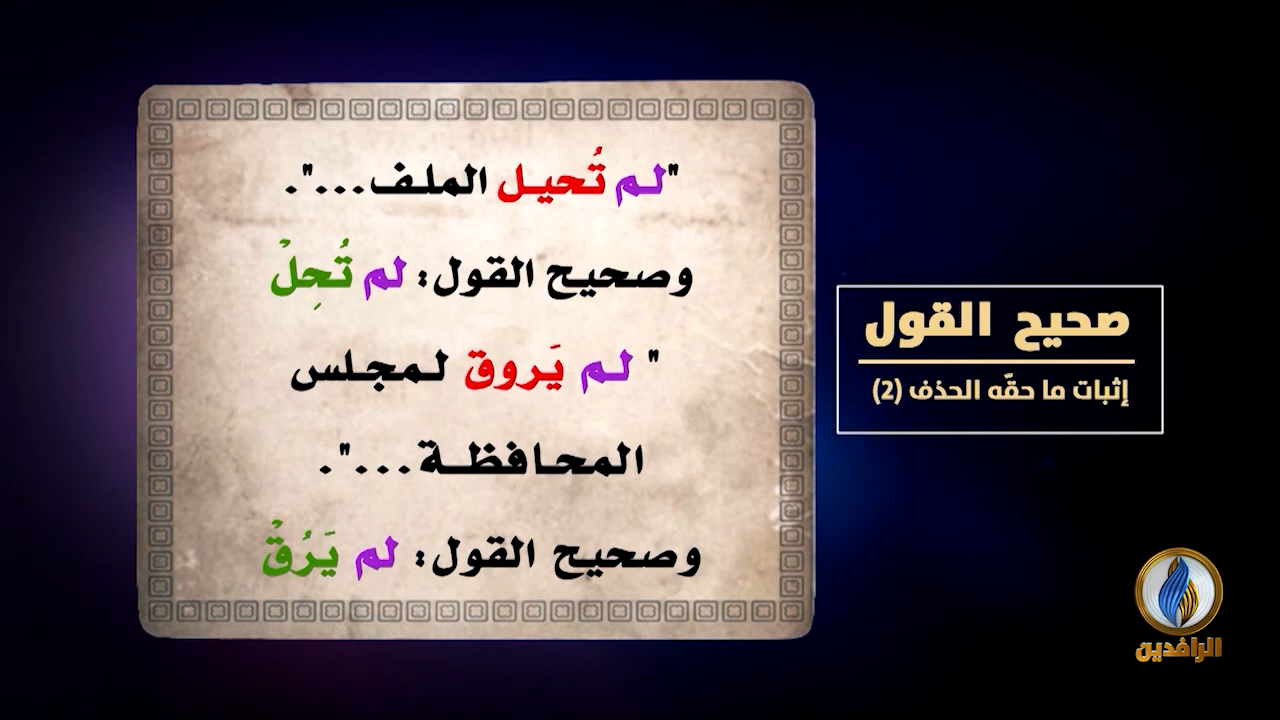 "لم تُحيل الملف...".
وصحيح القول: لم تُحِلْ
" لم يَروق لمجلس
المحافظة...".
وصحيح القول: لم يَرُقْ
صحيح القول
إثبات ما حقّه الحذف (2)
الرافدين